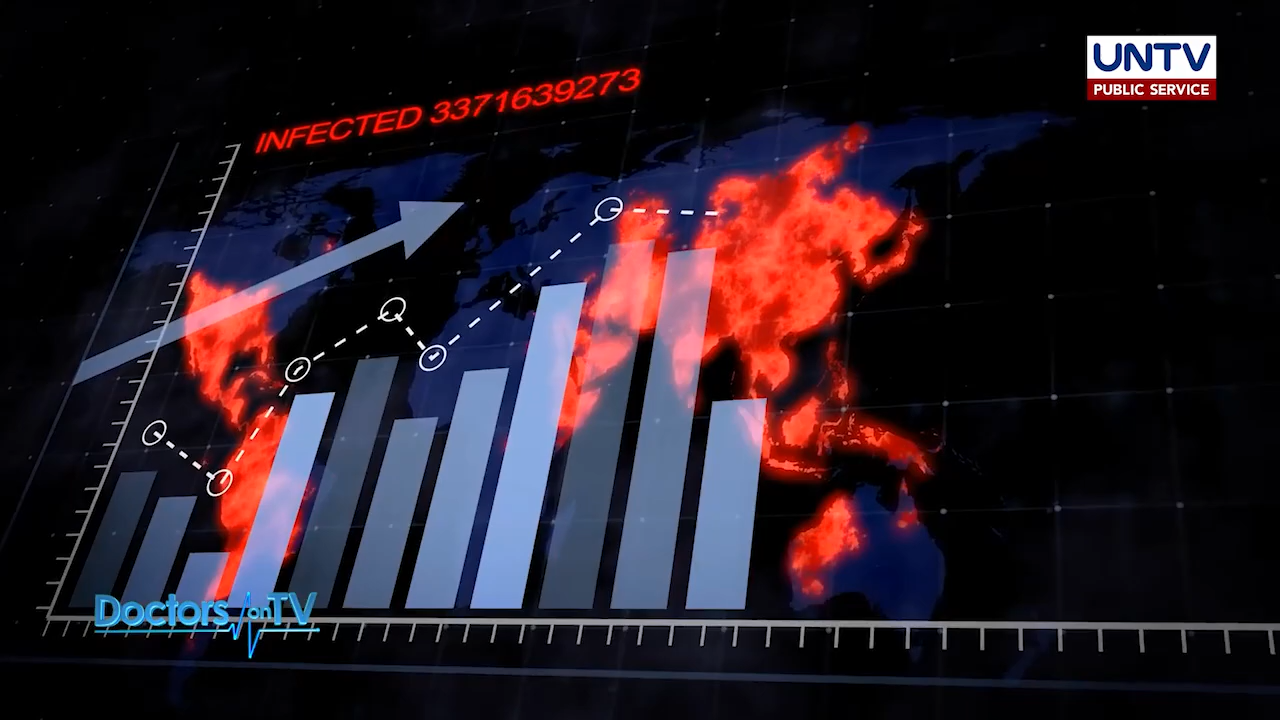 UNTV
PUBLIC SERVICE
INFECTED 3371639273
Doctors on TV